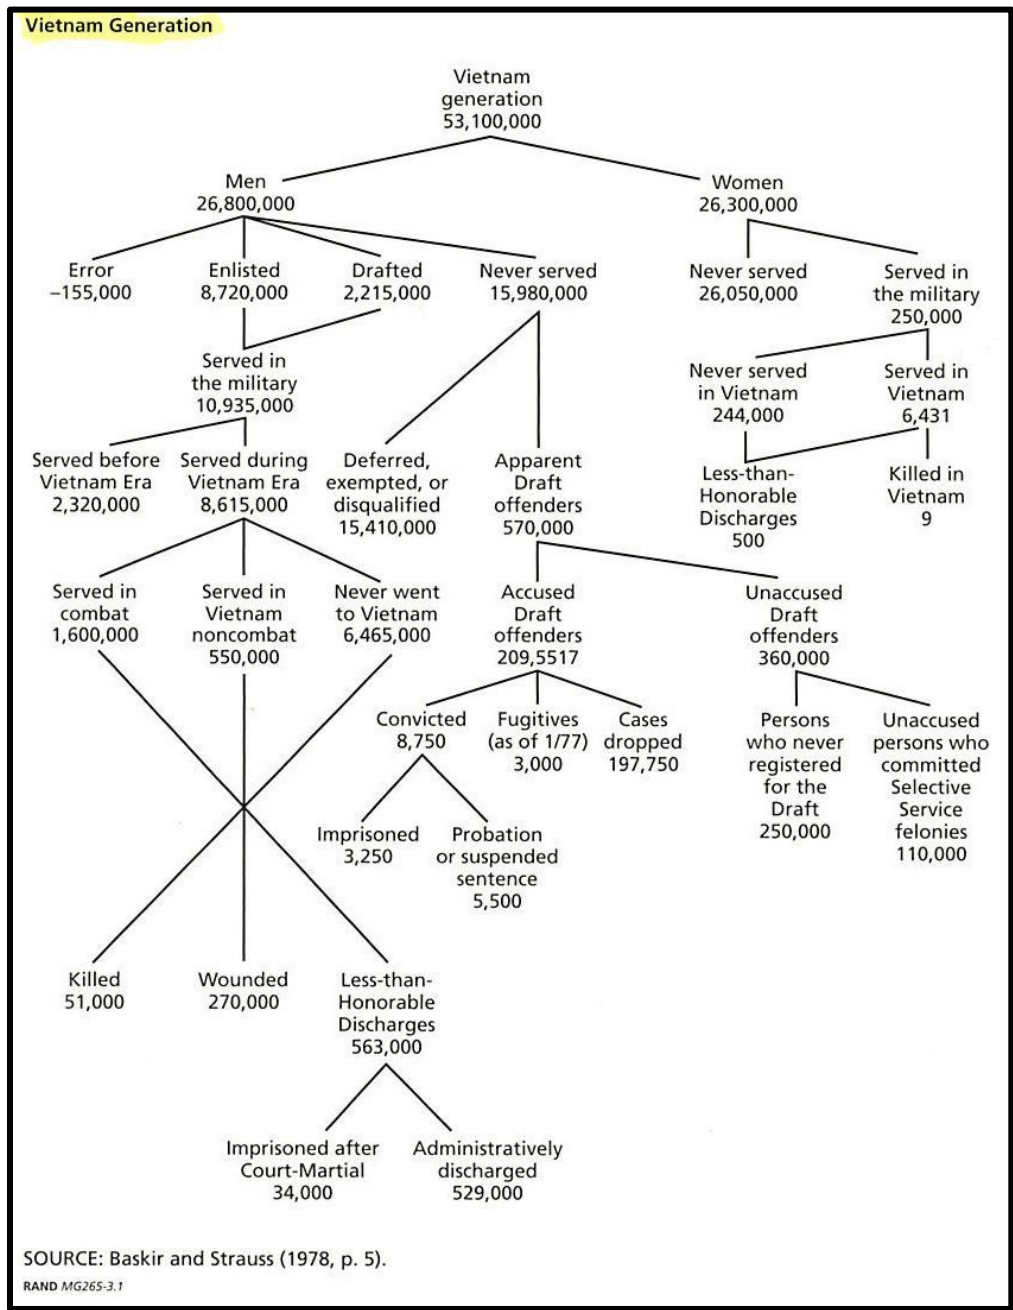 Vietnam Generation
Vietnam
generation
53,100,000
Men
26,800,000
Women
26,300,000
Error
–155,000
Enlisted
8,720,000
Drafted
2,215,000
Never served
15,980,000
Never served
26,050,000
Served in
the military
250,000
Served in
the military
10,935,000
Never served
in Vietnam
244,000
Served in
Vietnam
6,431
Served before
Vietnam Era
2,320,000
Served during
Vietnam Era
8,615,000
Deferred,
exempted, or
disqualified
15,410,000
Apparent
Draft
offenders
570,000
Less-than-
Honorable
Discharges
500
Killed in
Vietnam
9
Served in
combat
1,600,000
Served in
Vietnam
noncombat
550,000
Never went
to Vietnam
6,465,000
Accused
Draft
offenders
209,5517
Unaccused
Draft
offenders
360,000
Convicted
8,750
Fugitives
(as of 1/77)
3,000
Cases
dropped
197,750
Persons
who never
registered
for the
Draft
250,000
Unaccused
persons who
committed
Selective
Service
felonies
110,000
Imprisoned
3,250
Probation
or suspended
sentence
5,500
Killed
51,000
Wounded
270,000
Less-than-
Honorable
Discharges
563,000
Imprisoned after
Court-Martial
34,000
Administratively
discharged
529,000
SOURCE: Baskir and Strauss (1978, p. 5).
RAND MG265-3.1